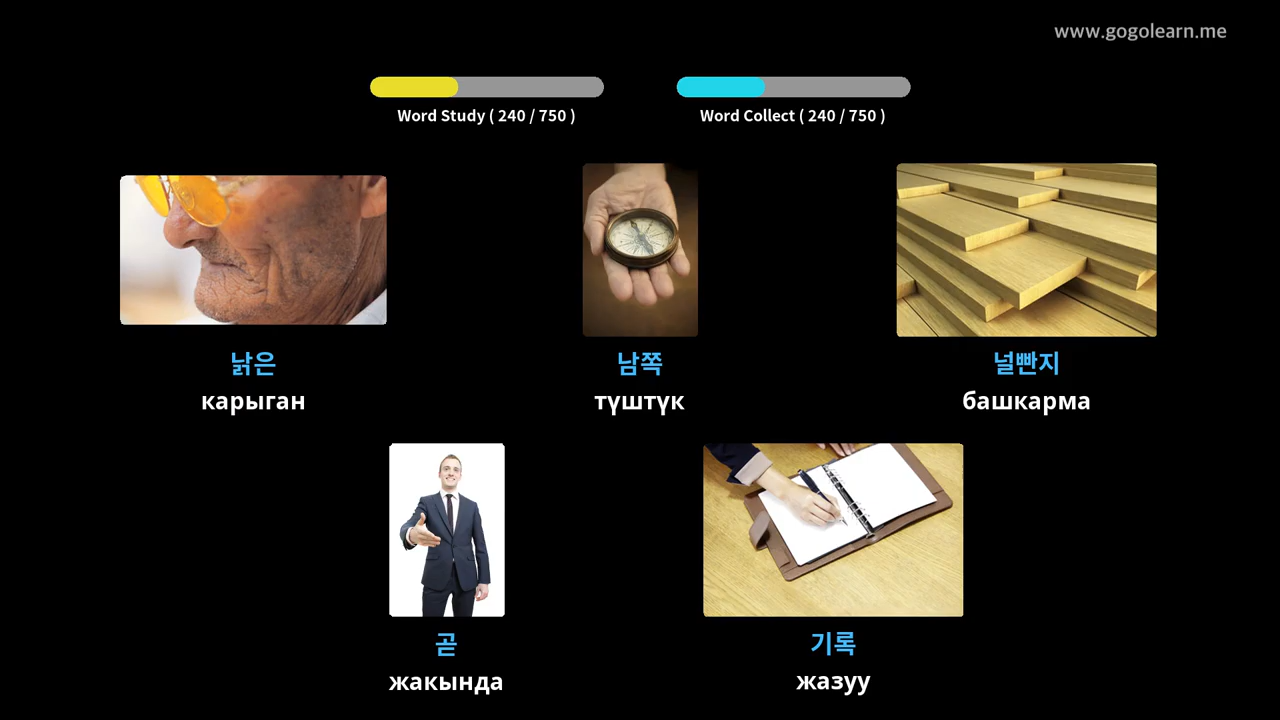 www.gogolearn.me
Word Study ( 240 / 750 )
Word Collect ( 240 / 750 )
낡은
карыган
남쪽
түштүк
널빤지
башкарма
곧
жакында
기록
жазуу